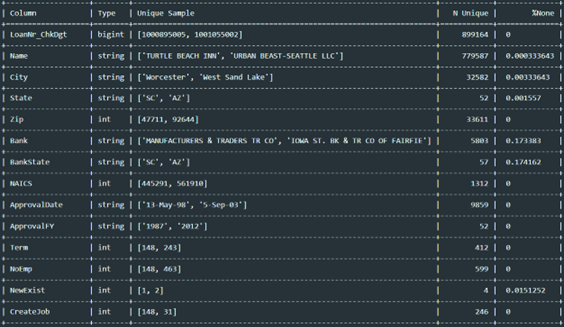 | Column | Type | Unique Sample | N Unique | %None |
| LoanNr_ChkDgt | bigint | [1000895005, 1001055002] | 899164 | 0 |
| Name | string | ['TURTLE BEACH INN', 'URBAN BEAST-SEATTLE LLC'] | 779587 | 0.000333643 |
| City | string | ['Worcester', 'West Sand Lake'] | 32582 | 0.00333643 |
| State | string | ['SC', 'AZ'] | 52 | 0.001557 |
| Zip | int | [47711, 92644] | 33611 | 0 |
| Bank | string | ['MANUFACTURERS & TRADERS TR CO', 'IOWA ST. BK & TR CO OF FAIRFIE'] | 5803 | 0.173383 |
| BankState | string | ['SC', 'AZ'] | 57 | 0.174162 |
| NAICS | int | [445291, 561910] | 1312 | 0 |
| ApprovalDate | string | ['13-May-98', '5-Sep-03'] | 9859 | 0 |
| ApprovalFY | string | ['1987', '2012'] | 52 | 0 |
| Term | int | [148, 243] | 412 | 0 |
| NoEmp | int | [148, 463] | 599 | 0 |
| NewExist | int | [1, 2] | 4 | 0.0151252 |
| CreateJob | int | [148, 31] | 246 | 0 |